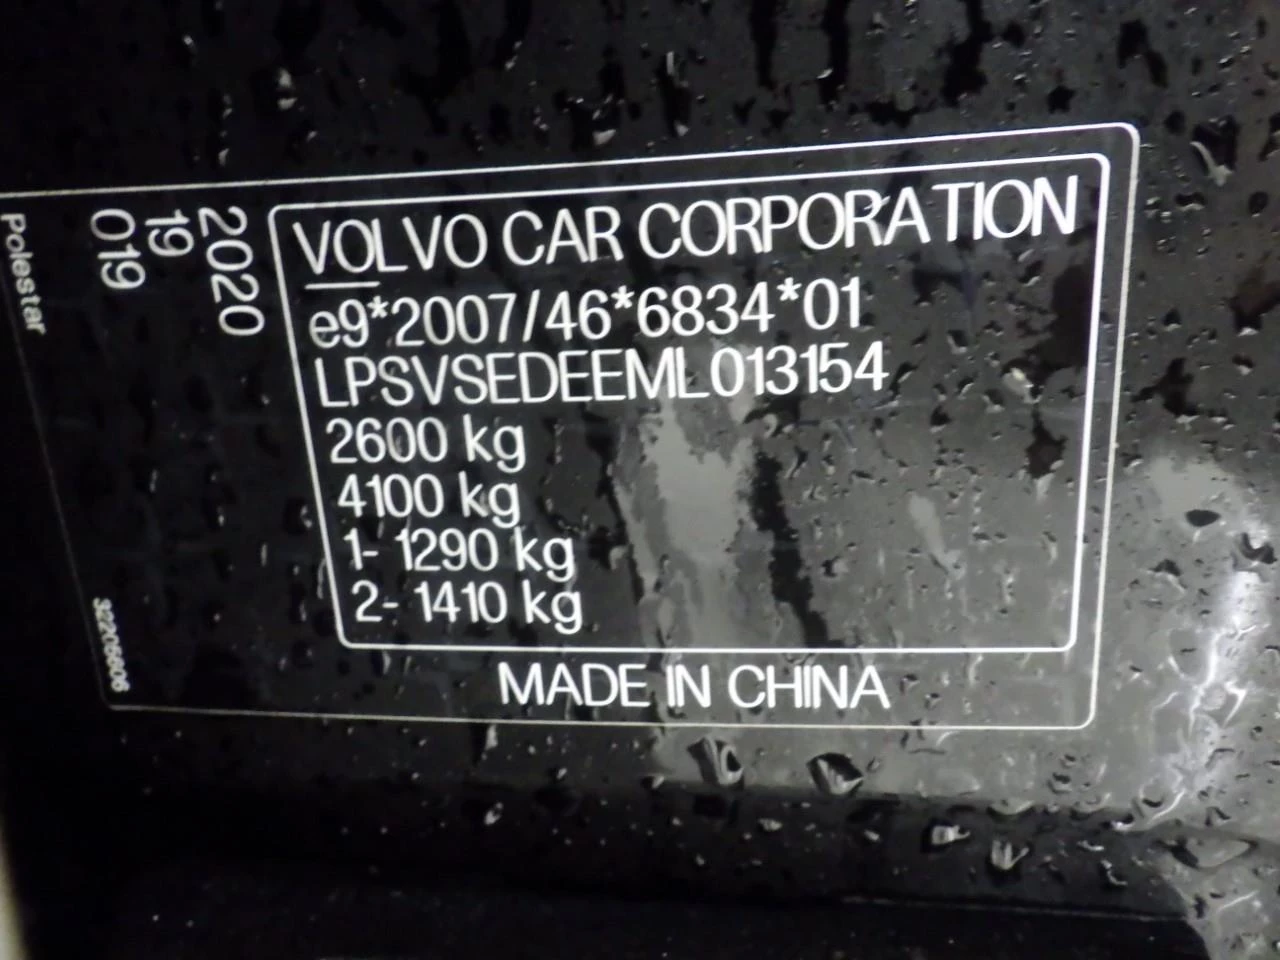 VOLVO CAR CORPORATION
e9*2007/46*6834*01
LPSVSEDEEML013154
2600 kg
4100 kg
1- 1290 kg
2- 1410 kg
MADE IN CHINA
2020
19
019
Polestar
32205606